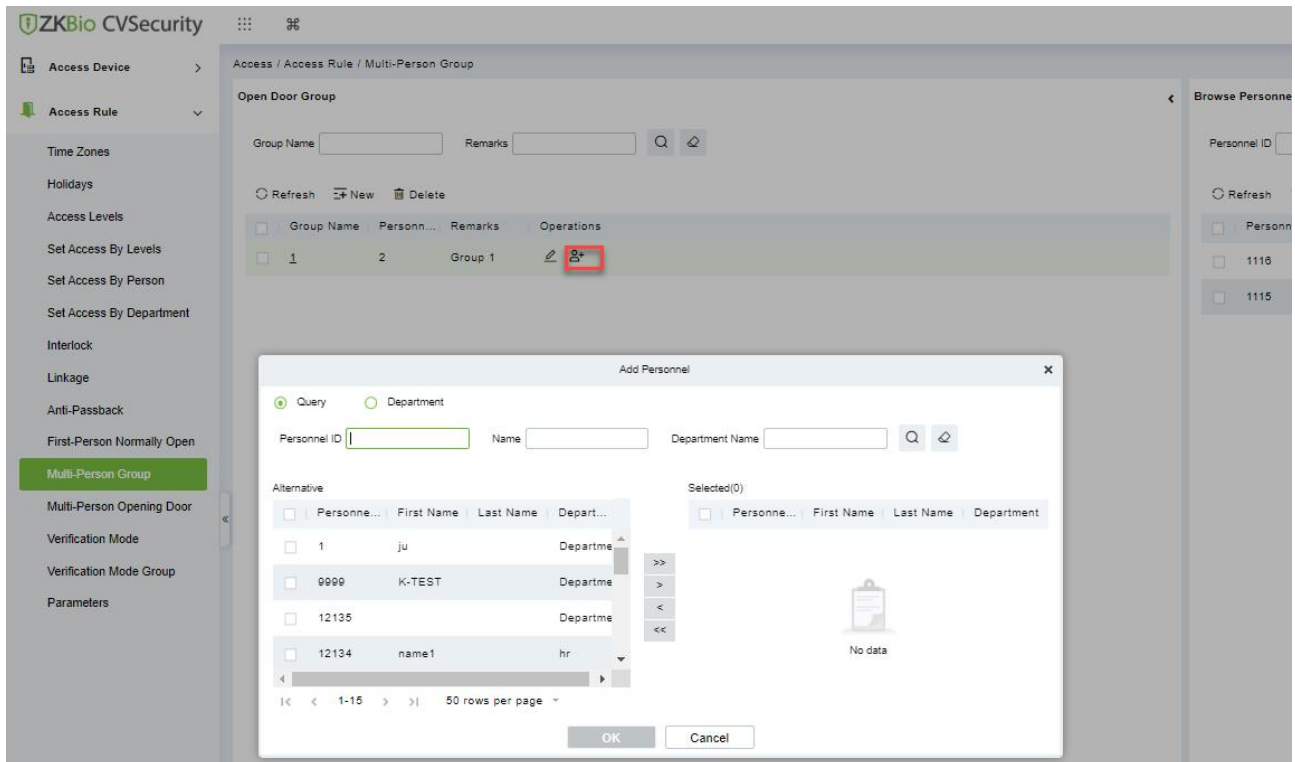 ZKBio CVSecurity
Access Device
Access Rule
Time Zones
Holidays
Access Levels
Set Access By Levels
Set Access By Person
Set Access By Department
Interlock
Linkage
Anti-Passback
First-Person Normally Open
Multi-Person Group
Multi-Person Opening Door
Verification Mode
Verification Mode Group
Parameters
Access / Access Rule / Multi-Person Group
Open Door Group
Group Name Remarks
Refresh New Delete
Group Name Personn... Remarks Operations
1 2 Group 1
Browse Personne
Personnel ID
Refresh
Personn
1116
1115
Add Personnel
Query Department
Personnel ID Name Department Name
Alternative
Personne... First Name Last Name Depart...
1 ju Departme
9999 K-TEST Departme
12135 Departme
12134 name1 hr
1-15 50 rows per page
>>
>
<
<<
Selected(0)
Personne... First Name Last Name Department
No data
OK Cancel